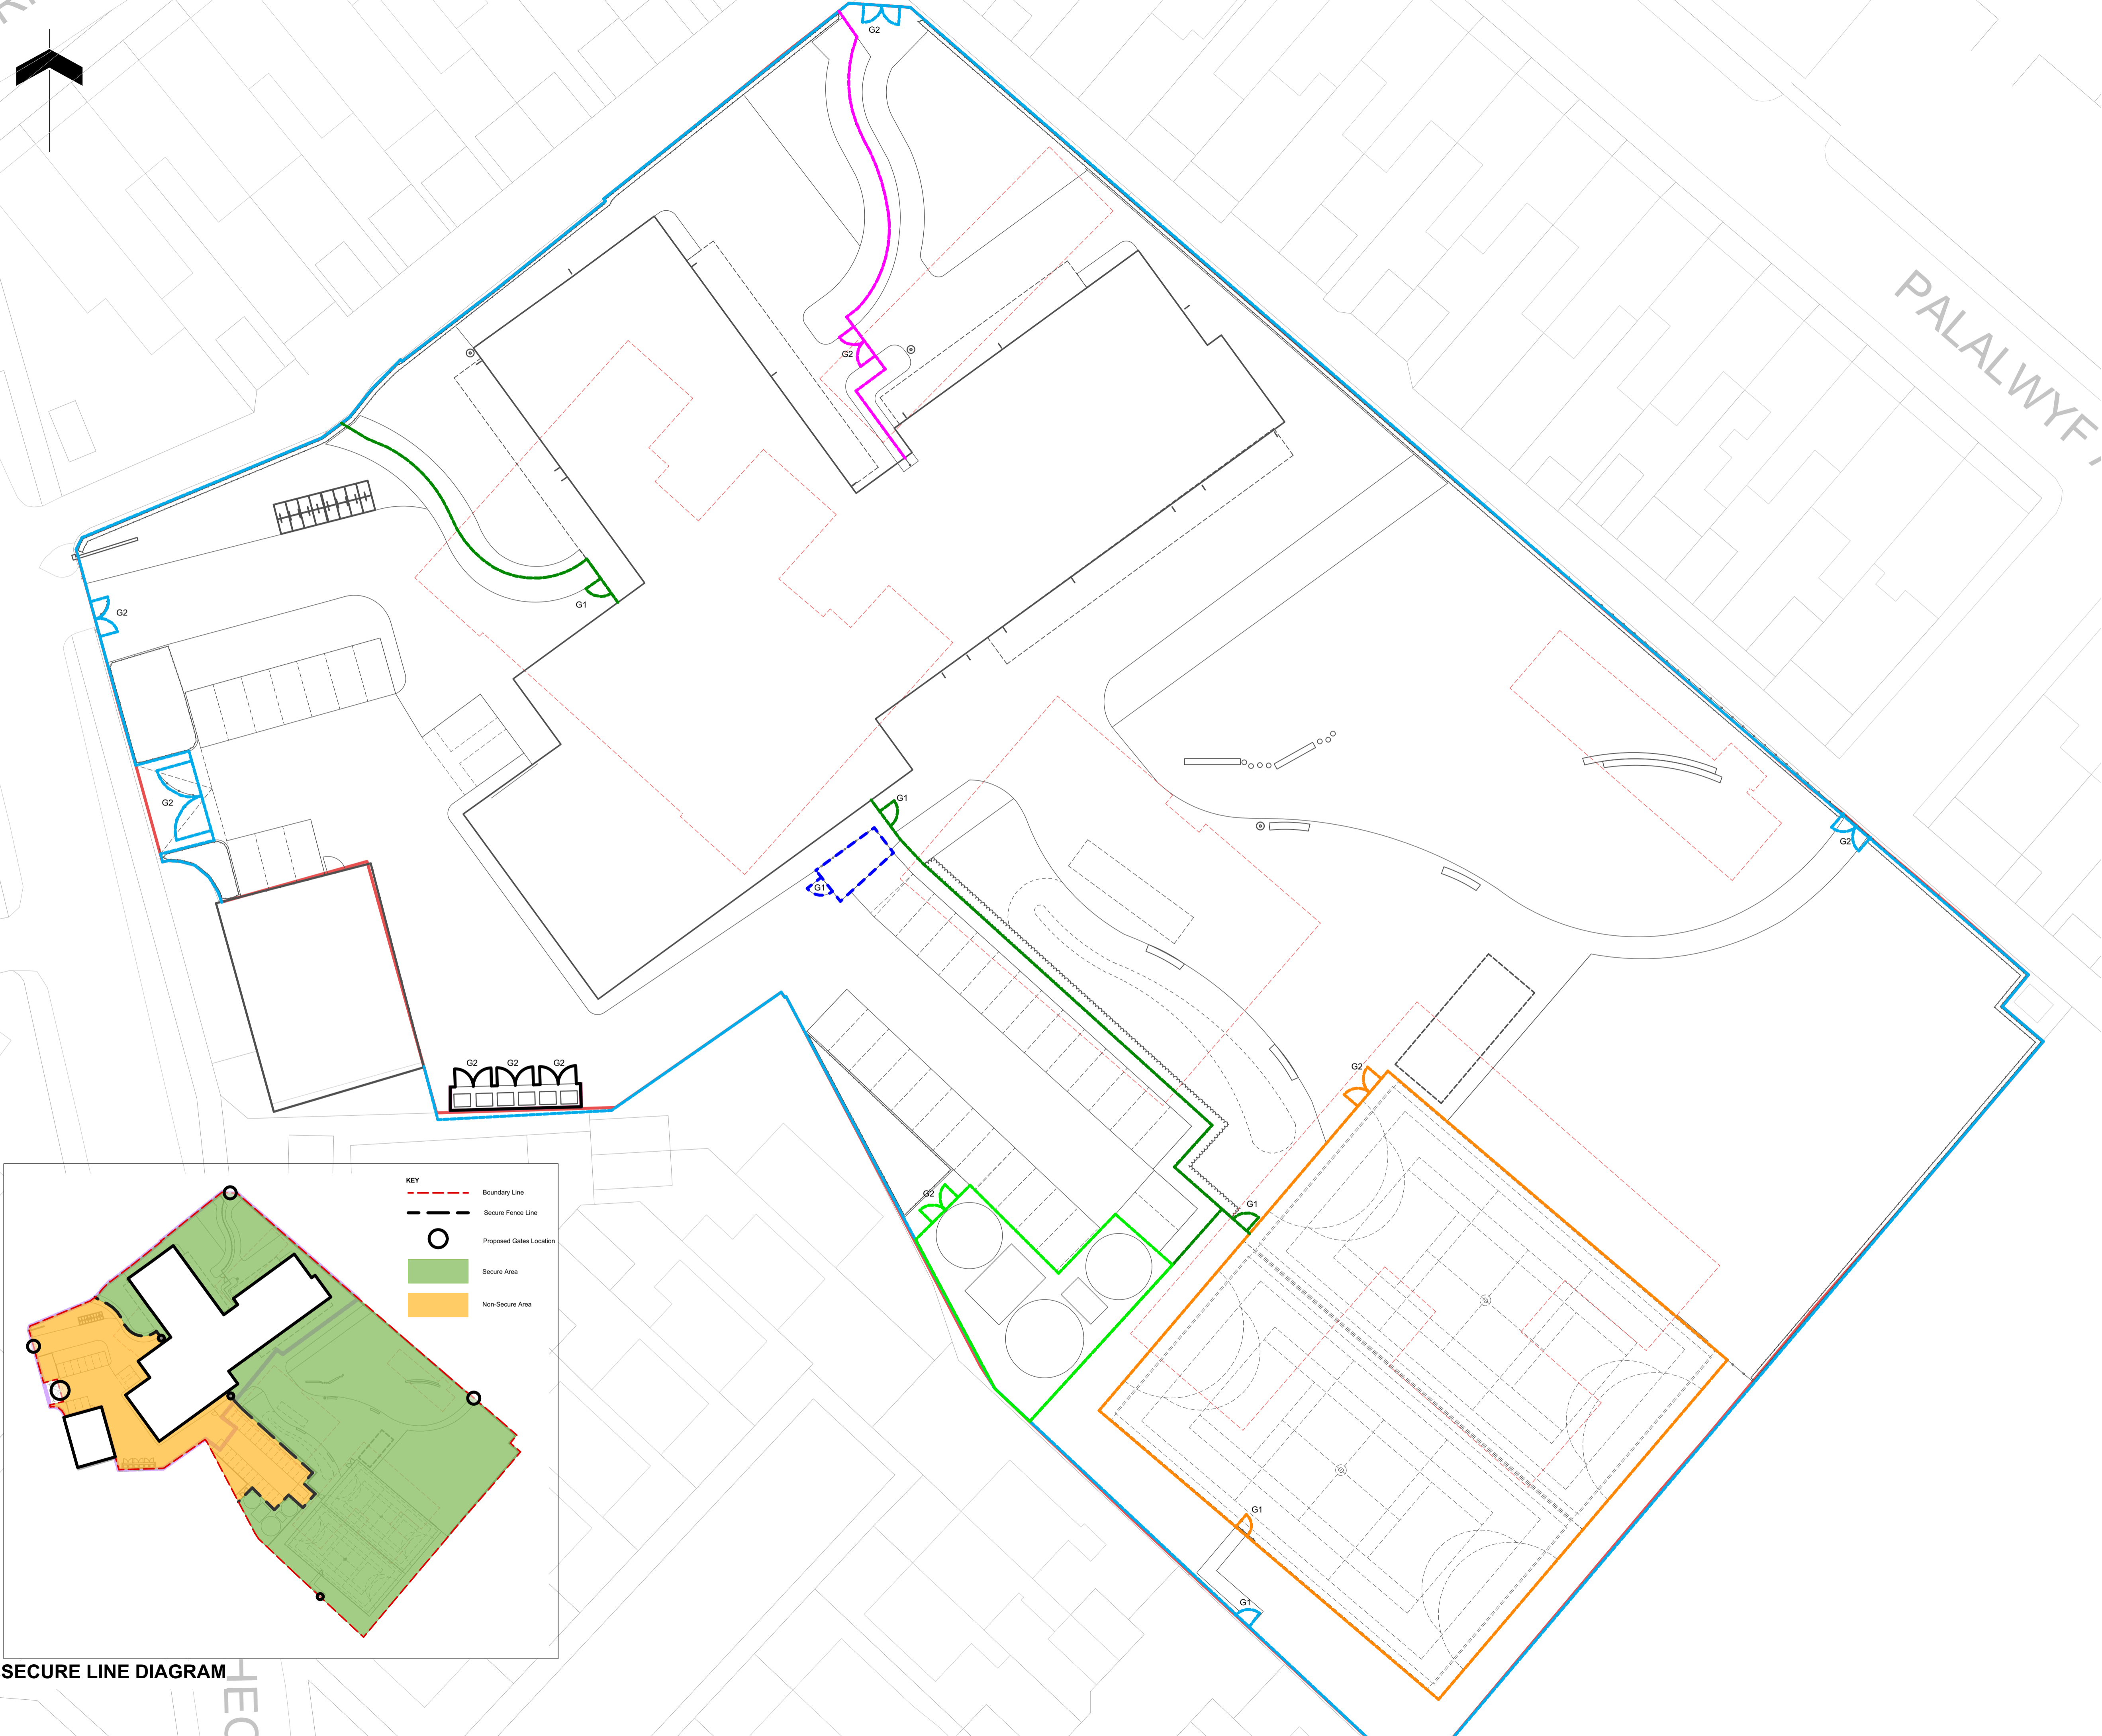 G2
PALALWYF
G2
G2
G1
G2
G1
G1
G2
G2
G2
G2
G2
G2
G1
G1
G1
KEY
Boundary Line
Secure Fence Line
Proposed Gates Location
Secure Area
Non-Secure Area
SECURE LINE DIAGRAM